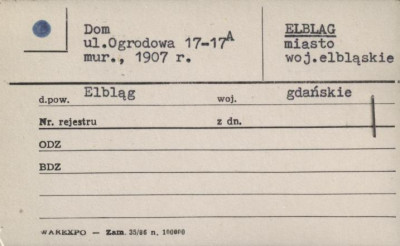 Dom
ul.Ogrodowa 17-17A
mur., 1907 r.
ELBLĄG
miasto
woj.elbląskie
d.pow. Elbląg woj. gdańskie
Nr. rejestru z dn.
ODZ
BDZ
WAREXPO — Zam. 35/86 n. 100000